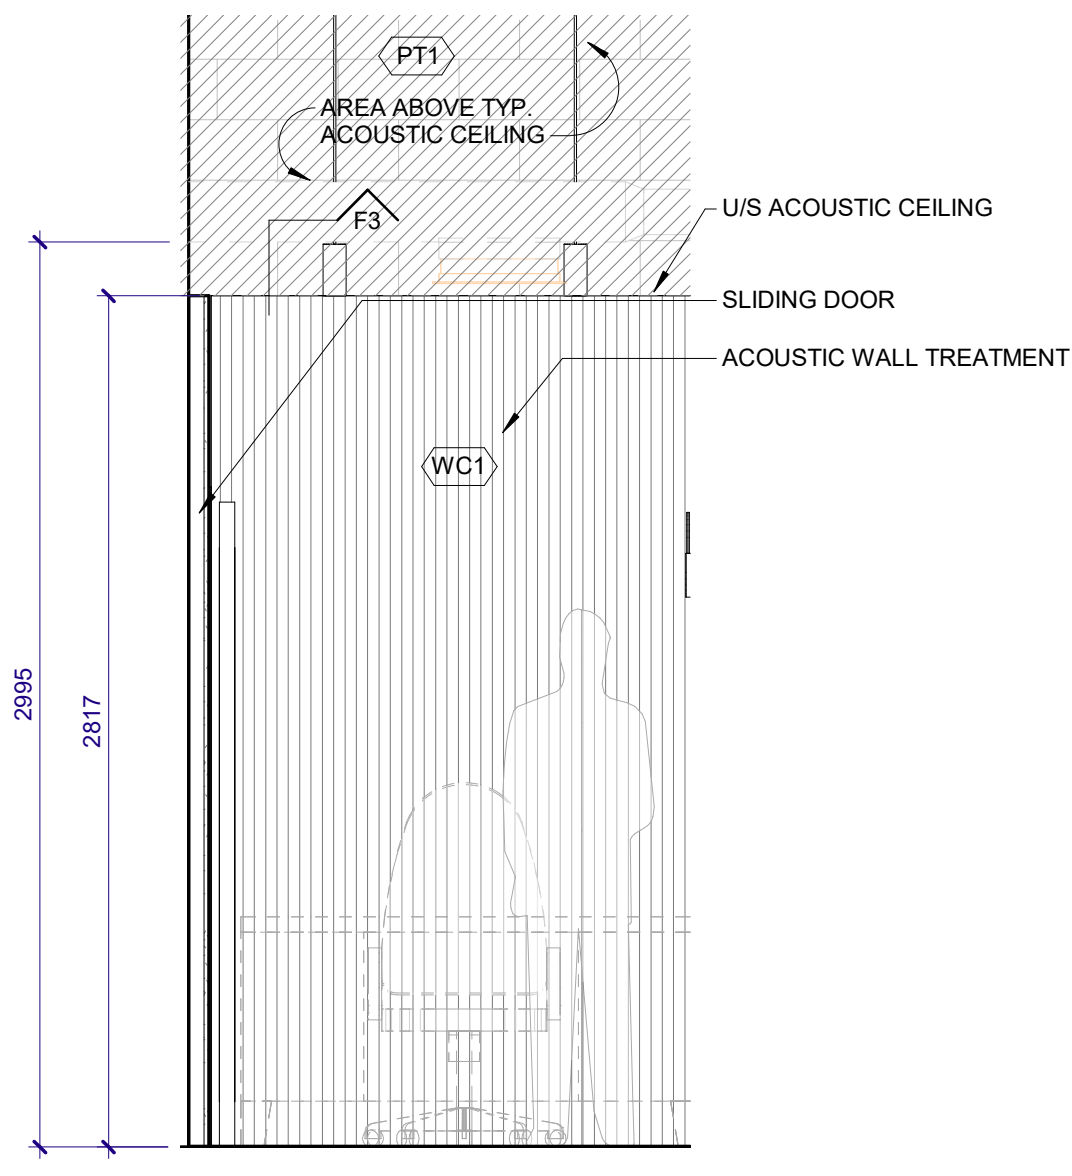 PT1
AREA ABOVE TYP.
ACOUSTIC CEILING
F3
U/S ACOUSTIC CEILING
SLIDING DOOR
ACOUSTIC WALL TREATMENT
WC1
2995
2817